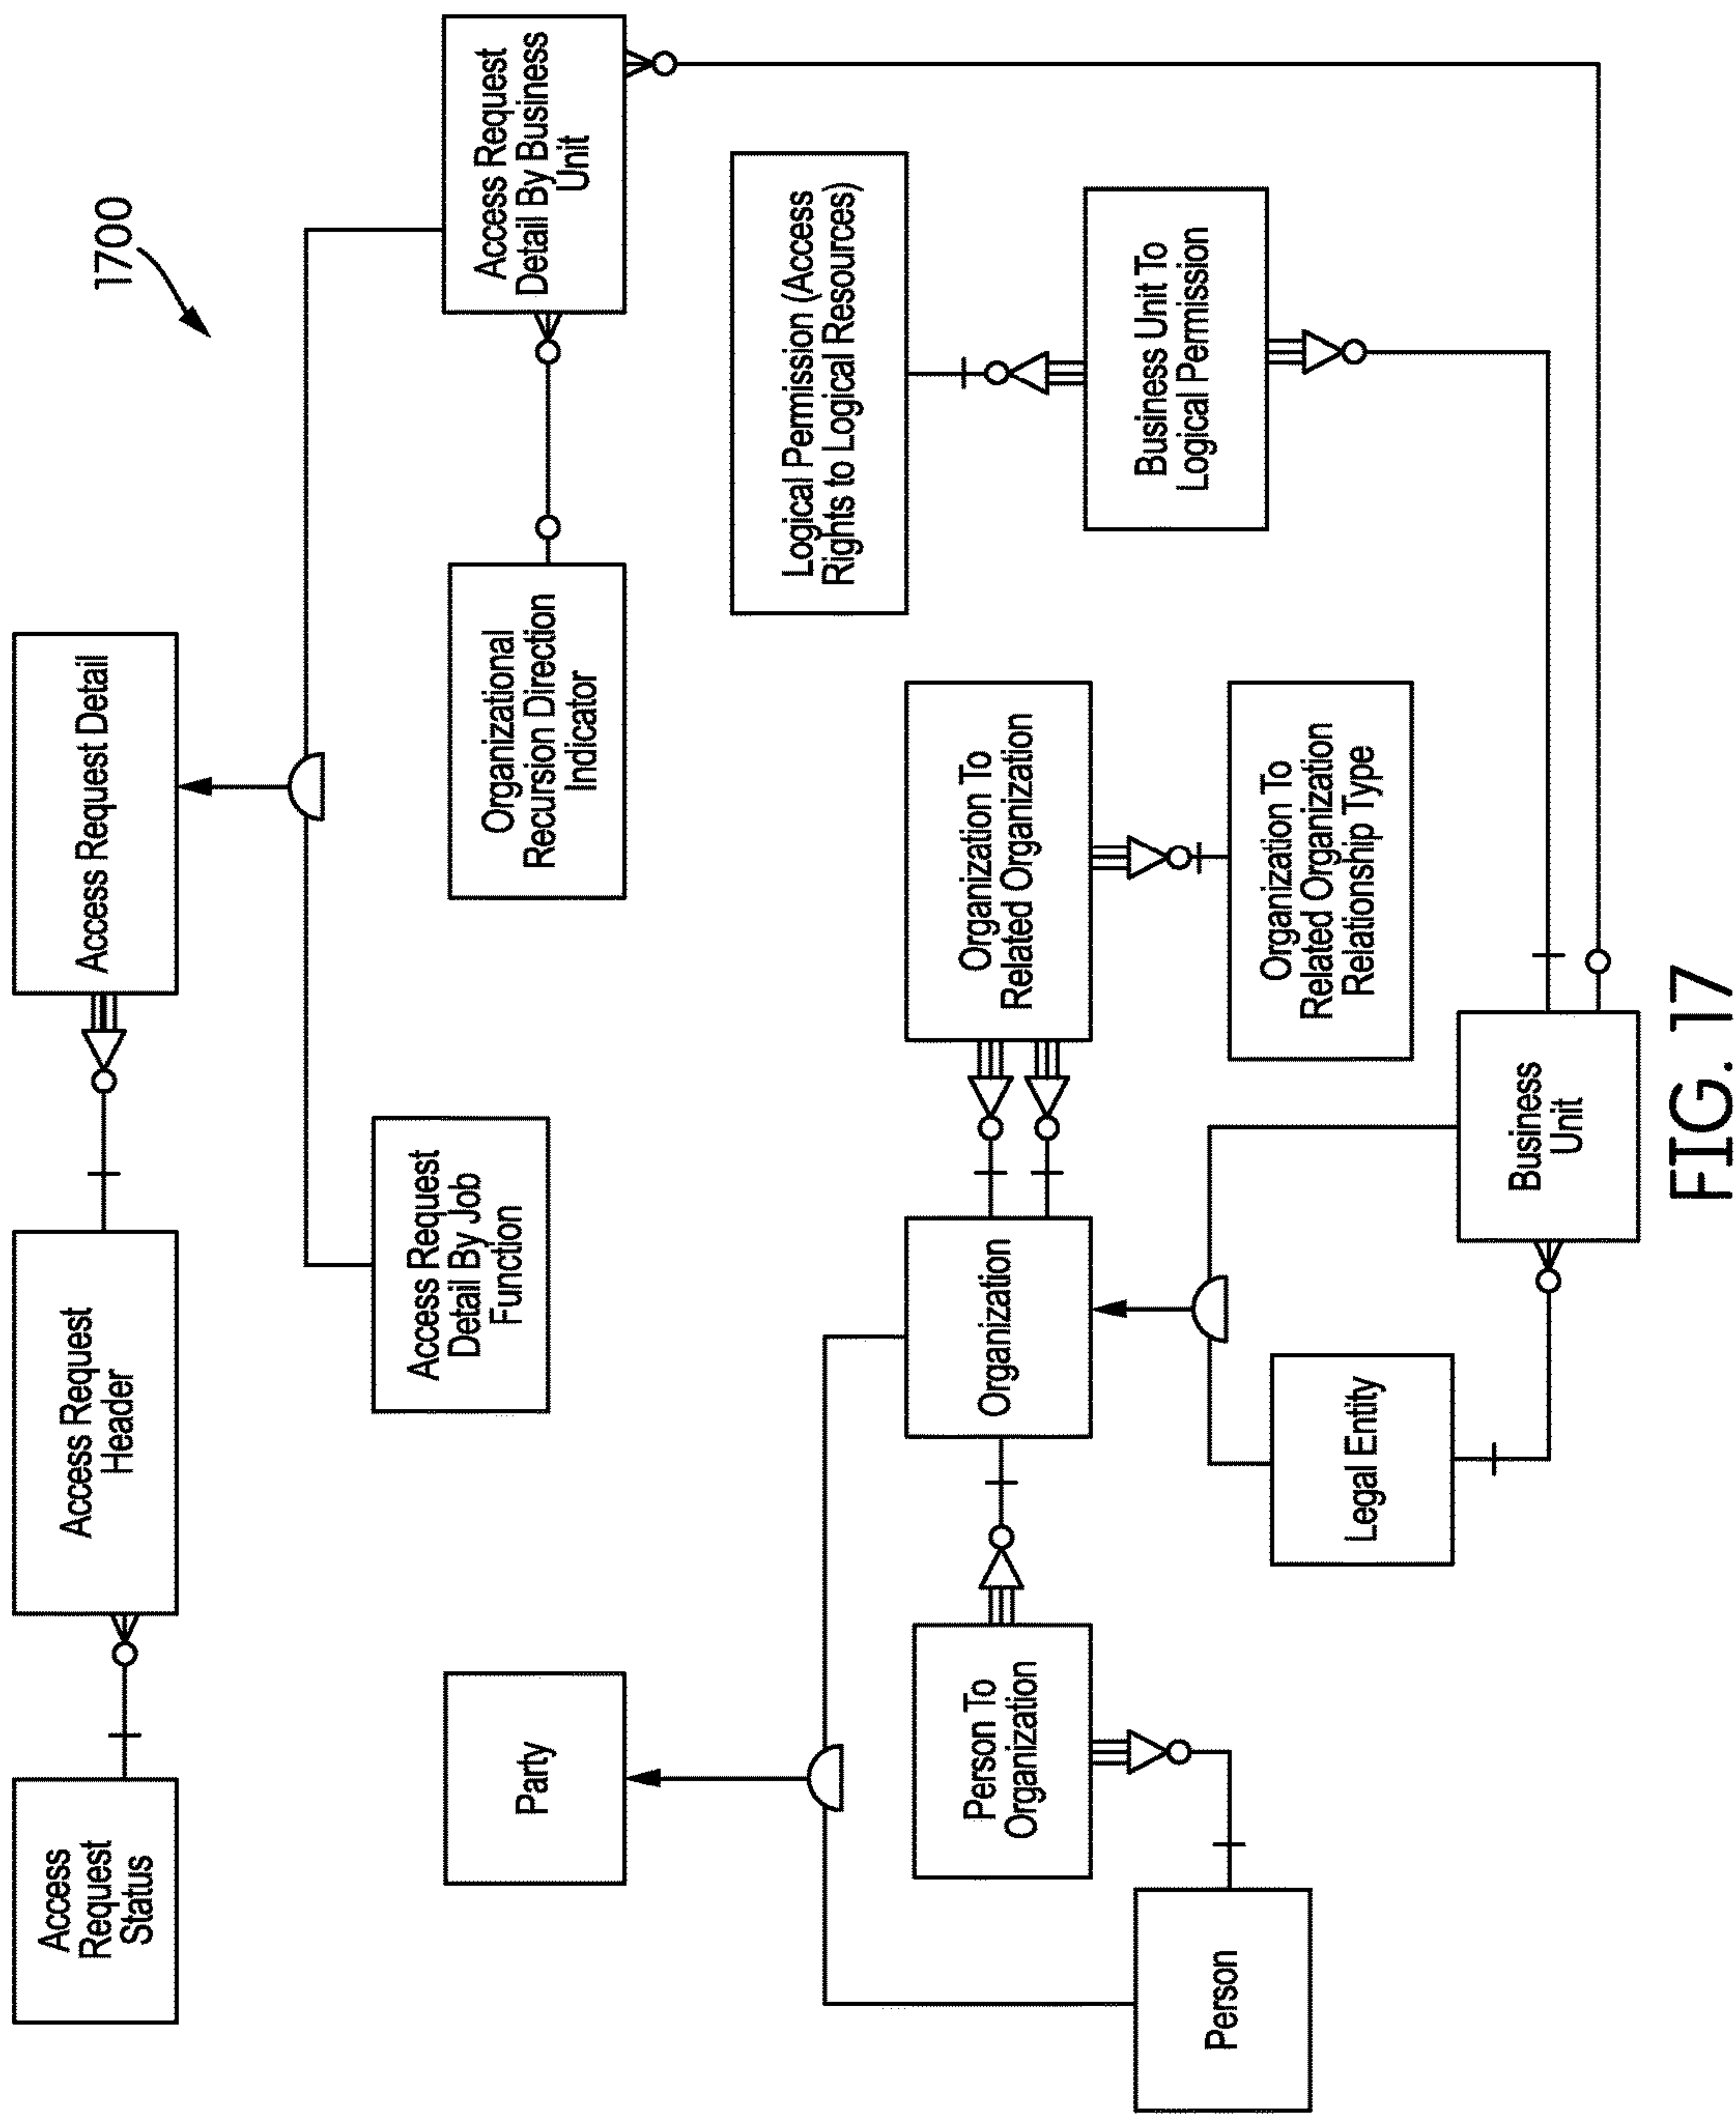 1700
Access
Request
Status
Access Request
Header
Access Request Detail
Access Request
Detail By Job
Function
Organizational
Recursion Direction
Indicator
Access Request
Detail By Business
Unit
Party
Logical Permission (Access
Rights to Logical Resources)
Person To
Organization
Organization
Organization To
Related Organization
Business Unit To
Logical Permission
Person
Legal Entity
Organization To
Related Organization
Relationship Type
Business
Unit
FIG. 17